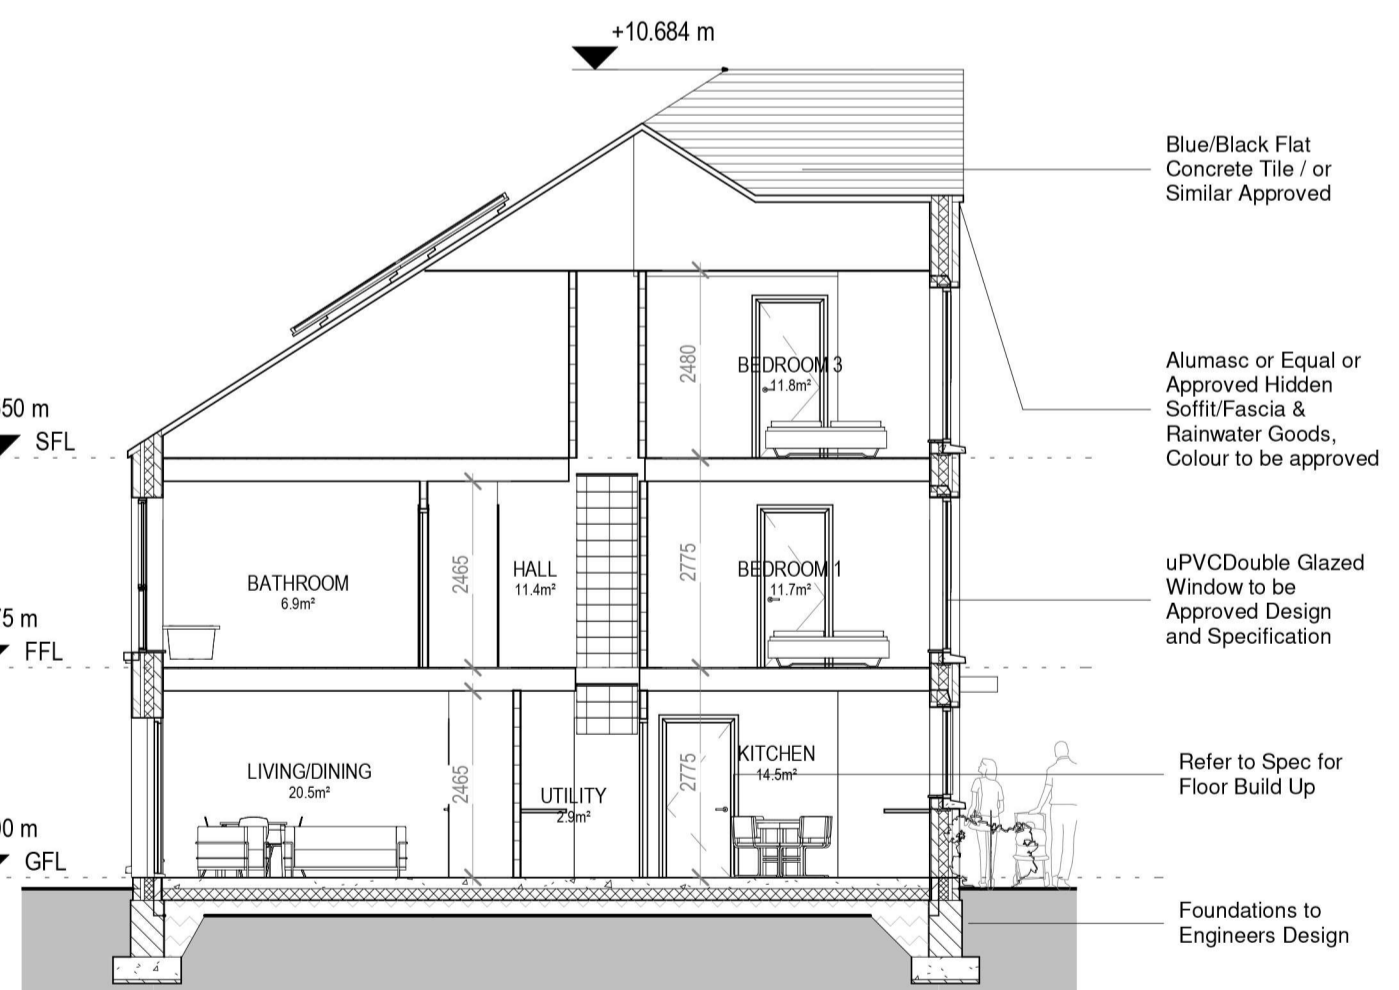 +10.684 m
Blue/Black Flat
Concrete Tile / or
Similar Approved
Alumasc or Equal or
Approved Hidden
Soffit/Fascia &
Rainwater Goods,
Colour to be approved
uPVCDouble Glazed
Window to be
Approved Design
and Specification
Refer to Spec for
Floor Build Up
Foundations to
Engineers Design
50 m
SFL
5 m
FFL
0 m
GFL
2480
BEDROOM 3
11.8m²
BATHROOM
6.9m²
2465
HALL
11.4m²
2775
BEDROOM 1
11.7m²
LIVING/DINING
20.5m²
2465
UTILITY
2.9m²
2775
KITCHEN
14.5m²